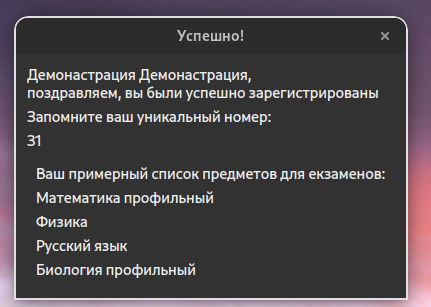 Успешно!
Демонастрация Демонастрация,
поздравляем, вы были успешно зарегистрированы
Запомните ваш уникальный номер:
31
Ваш примерный список предметов для екзаменов:
Математика профильный
Физика
Русский язык
Биология профильный